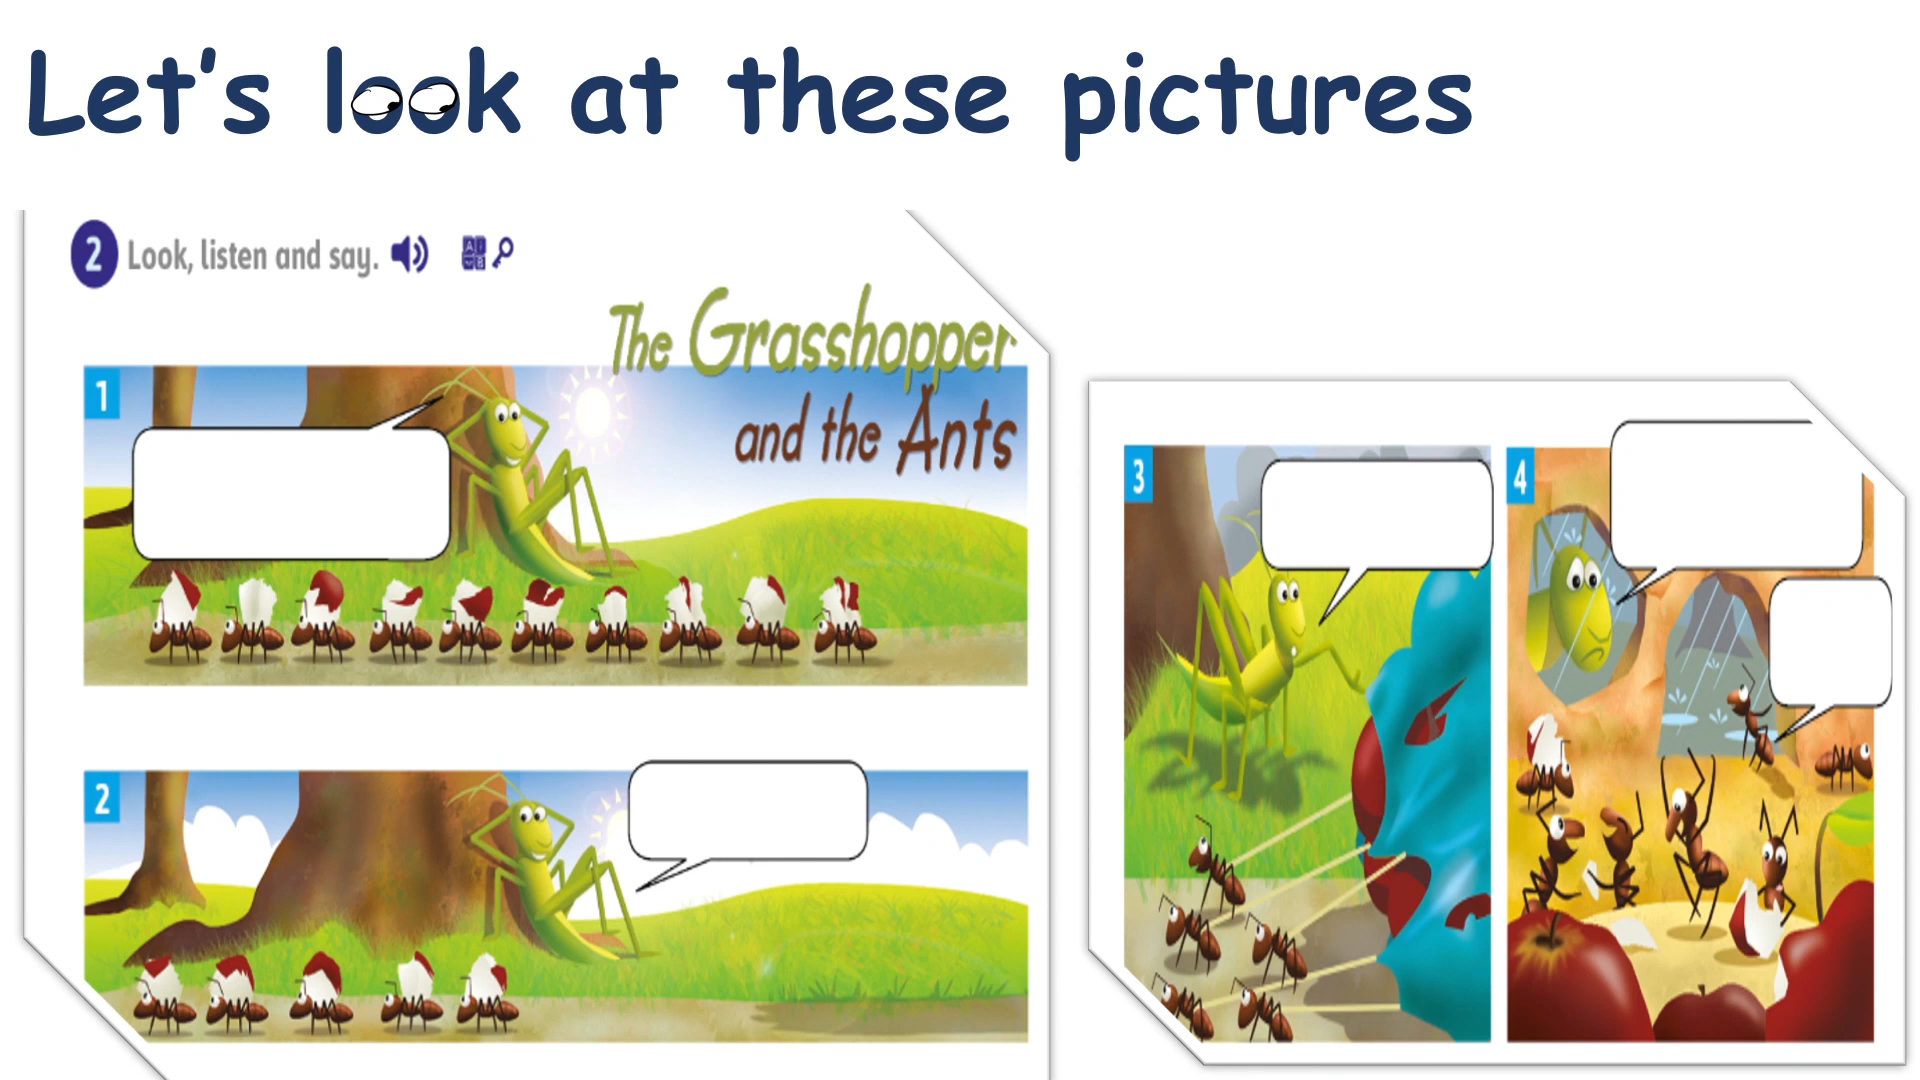 Let's look at these pictures
2 Look, listen and say.
The Grasshopper
and the Ants
1
2
3
4